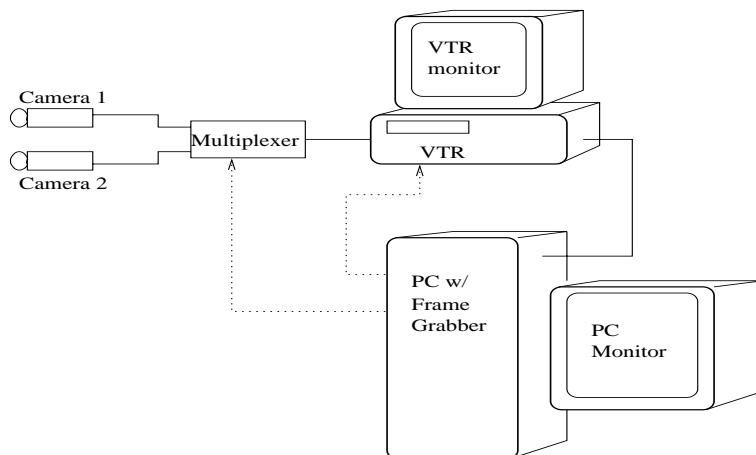 VTR
monitor
Camera 1
Multiplexer
VTR
Camera 2
PC w/
Frame
Grabber
PC
Monitor